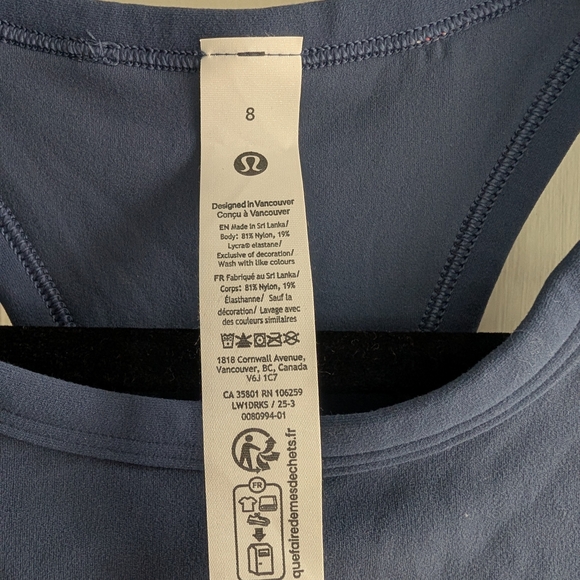 8
Designed in Vancouver
Conçu à Vancouver
EN Made in Sri Lanka/
Body: 81% Nylon, 19%
Lycra® elastane/
Exclusive of decoration/
Wash with like colours
FR Fabriqué au Sri Lanka/
Corps: 81% Nylon, 19%
Élasthanne/ Sauf la
décoration/ Lavage avec
des couleurs similaires
1818 Cornwall Avenue,
Vancouver, BC, Canada
V6J 1C7
CA 35801 RN 106259
LW1DRKS / 25-3
0080994-01
FR
quefairedemesdechets.fr